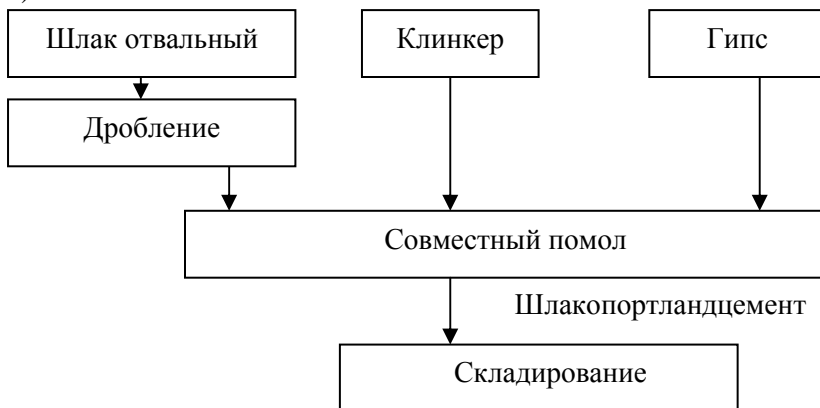 )
Шлак отвальный
Клинкер
Гипс
Дробление
Совместный помол
Шлакопортландцемент
Складирование